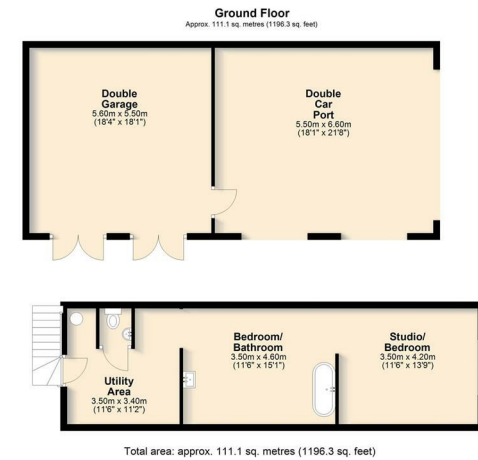 Ground Floor
Approx. 111.1 sq. metres (1196.3 sq. feet)
Double
Garage
5.60m x 5.50m
(18'4" x 18'1")
Double
Car
Port
5.50m x 6.60m
(18'1" x 21'8")
Bedroom/
Bathroom
3.50m x 4.60m
(11'6" x 15'1")
Studio/
Bedroom
3.50m x 4.20m
(11'6" x 13'9")
Utility
Area
3.50m x 3.40m
(11'6" x 11'2")
Total area: approx. 111.1 sq. metres (1196.3 sq. feet)